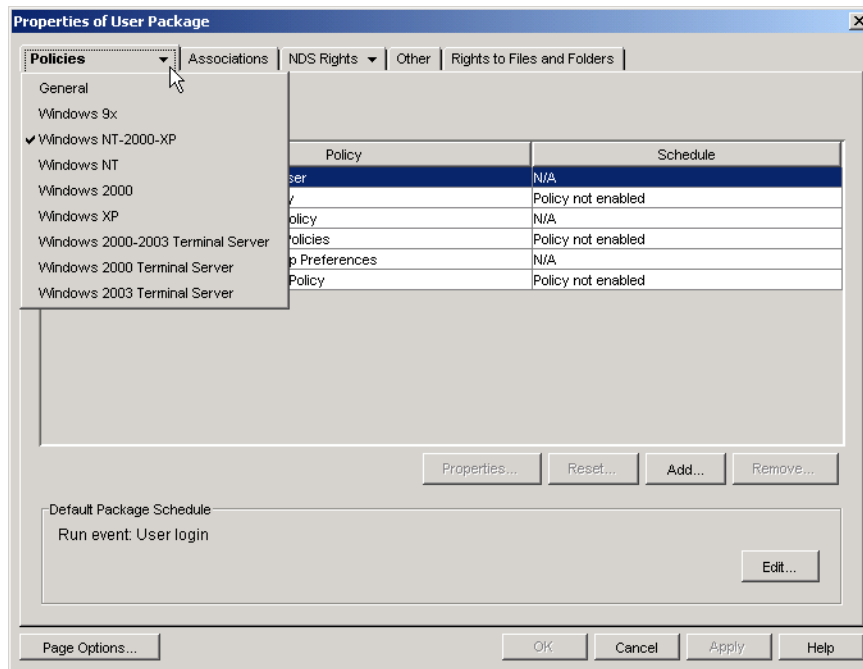 Properties of User Package
Policies Associations NDS Rights Other Rights to Files and Folders
General
Windows 9x
Windows NT-2000-XP
Windows NT
Windows 2000
Windows XP
Windows 2000-2003 Terminal Server
Windows 2000 Terminal Server
Windows 2003 Terminal Server
Policy Schedule
N/A
Policy not enabled
N/A
Policies Policy not enabled
Preferences N/A
Policy Policy not enabled
Properties... Reset... Add... Remove...
Default Package Schedule
Run event: User login
Edit...
Page Options... OK Cancel Apply Help